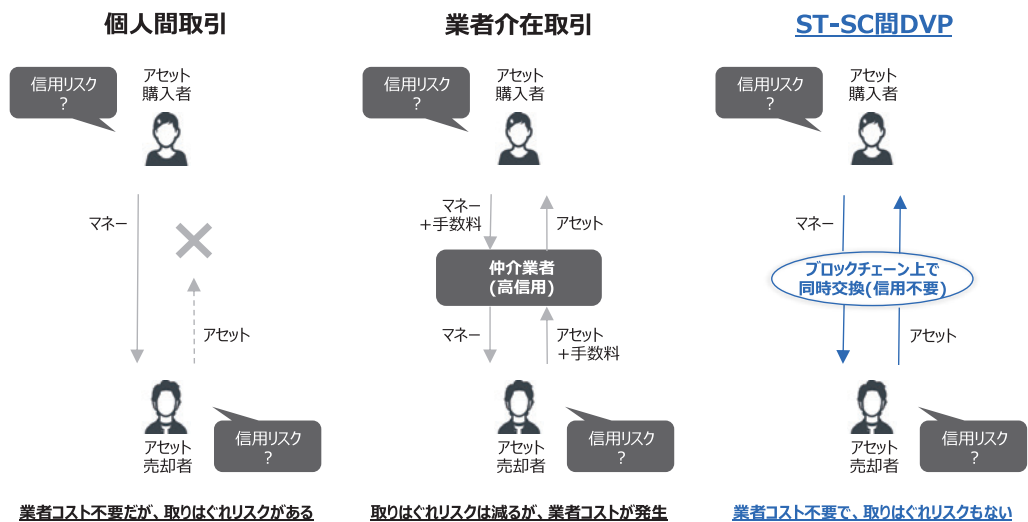 個人間取引
信用リスク
?
アセット
購入者
マネー
アセット
アセット
売却者
信用リスク
?
業者コスト不要だが、取りはぐれリスクがある
業者介在取引
信用リスク
?
アセット
購入者
マネー
+手数料
アセット
仲介業者
(高信用)
マネー
アセット
+手数料
アセット
売却者
信用リスク
?
取りはぐれリスクは減るが、業者コストが発生
ST-SC間DVP
信用リスク
?
アセット
購入者
マネー
ブロックチェーン上で
同時交換(信用不要)
アセット
アセット
売却者
信用リスク
?
業者コスト不要で、取りはぐれリスクもない